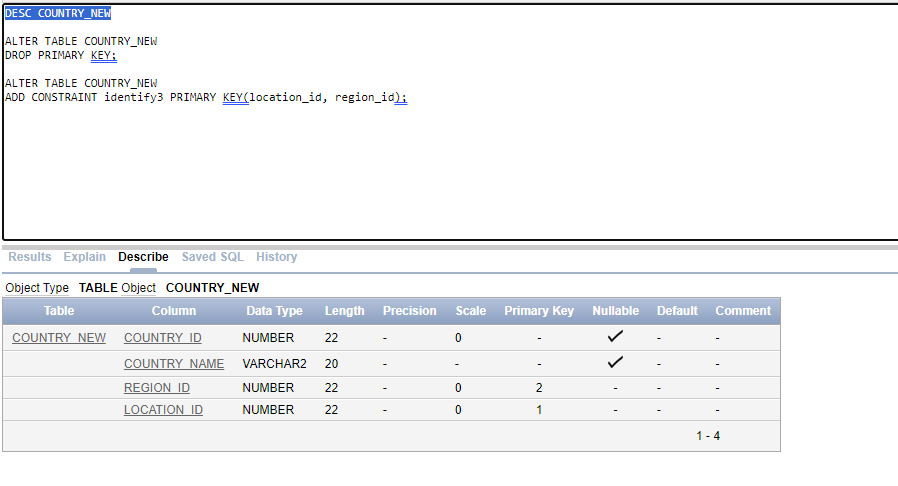 DESC COUNTRY_NEW
ALTER TABLE COUNTRY_NEW
DROP PRIMARY KEY;
ALTER TABLE COUNTRY_NEW
ADD CONSTRAINT identify3 PRIMARY KEY(location_id, region_id);
Results Explain Describe Saved SQL History
Object Type TABLE Object COUNTRY_NEW
Table Column Data Type Length Precision Scale Primary Key Nullable Default Comment
COUNTRY_NEW COUNTRY_ID NUMBER 22 - 0 - ✓ - -
COUNTRY_NAME VARCHAR2 20 - - - ✓ - -
REGION_ID NUMBER 22 - 0 2 - - -
LOCATION_ID NUMBER 22 - 0 1 - - -
1 - 4